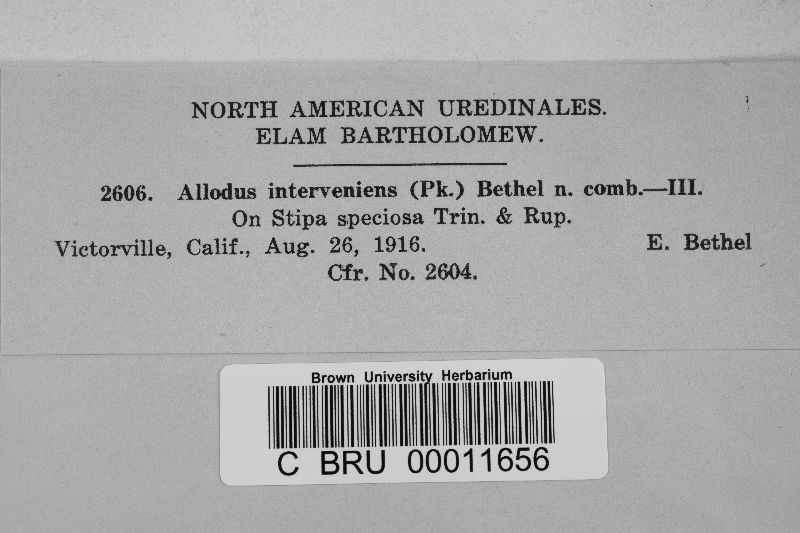 NORTH AMERICAN UREDINALES.
ELAM BARTHOLOMEW.
2606. Allodus interveniens (Pk.) Bethel n. comb.—III.
On Stipa speciosa Trin. & Rup.
Victorville, Calif., Aug. 26, 1916. E. Bethel
Cfr. No. 2604.
Brown University Herbarium
C BRU 00011656